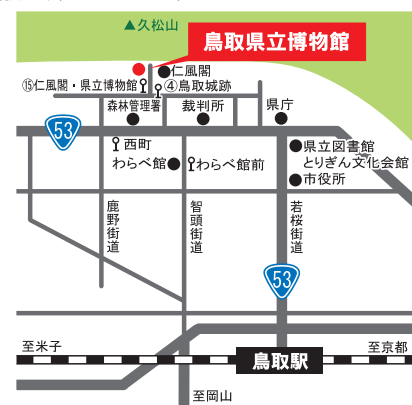 ▲久松山
鳥取県立博物館
仁風閣
⑮仁風閣・県立博物館
④鳥取城跡
森林管理署
裁判所
県庁
53
西町
わらべ館
わらべ館前
県立図書館
とりぎん文化会館
市役所
鹿野街道
智頭街道
若桜街道
53
至米子
鳥取駅
至京都
至岡山